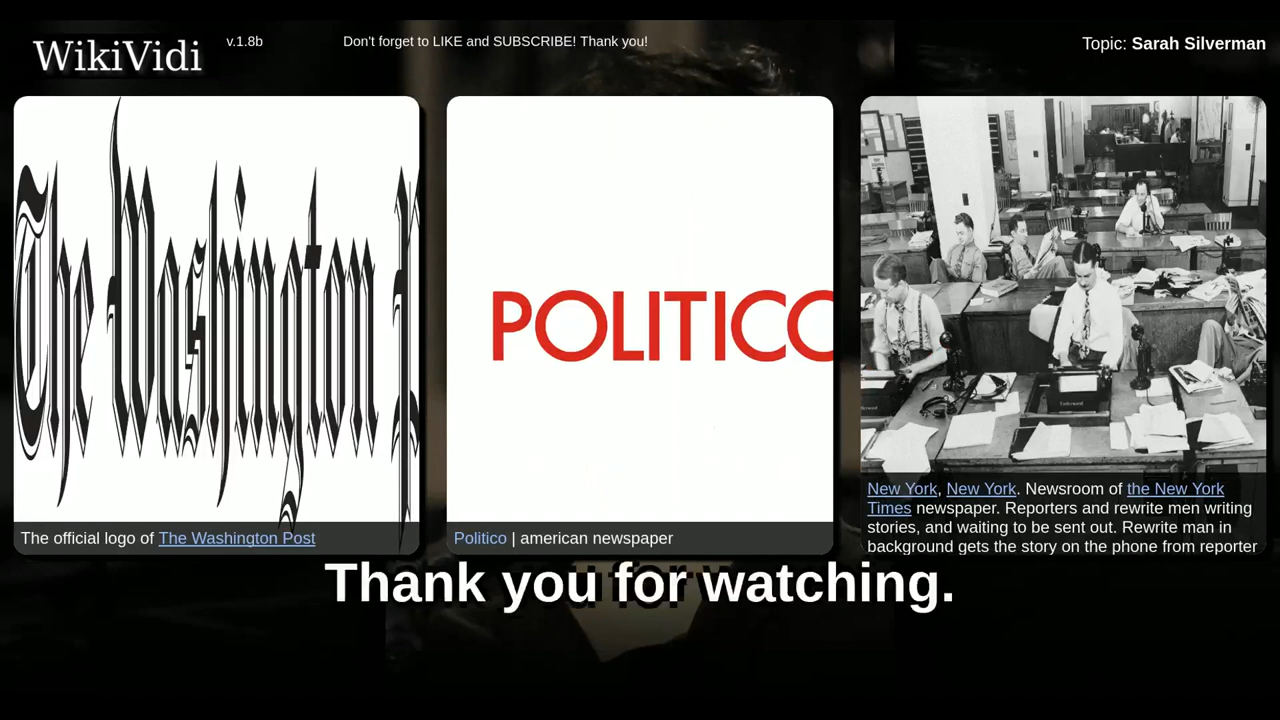 WikiVidi
v.1.8b
Don't forget to LIKE and SUBSCRIBE! Thank you!
Topic: Sarah Silverman
The Washington P
POLITICO
The official logo of The Washington Post
Politico | american newspaper
New York, New York. Newsroom of the New York
Times newspaper. Reporters and rewrite men writing
stories, and waiting to be sent out. Rewrite man in
background gets the story on the phone from reporter
Thank you for watching.